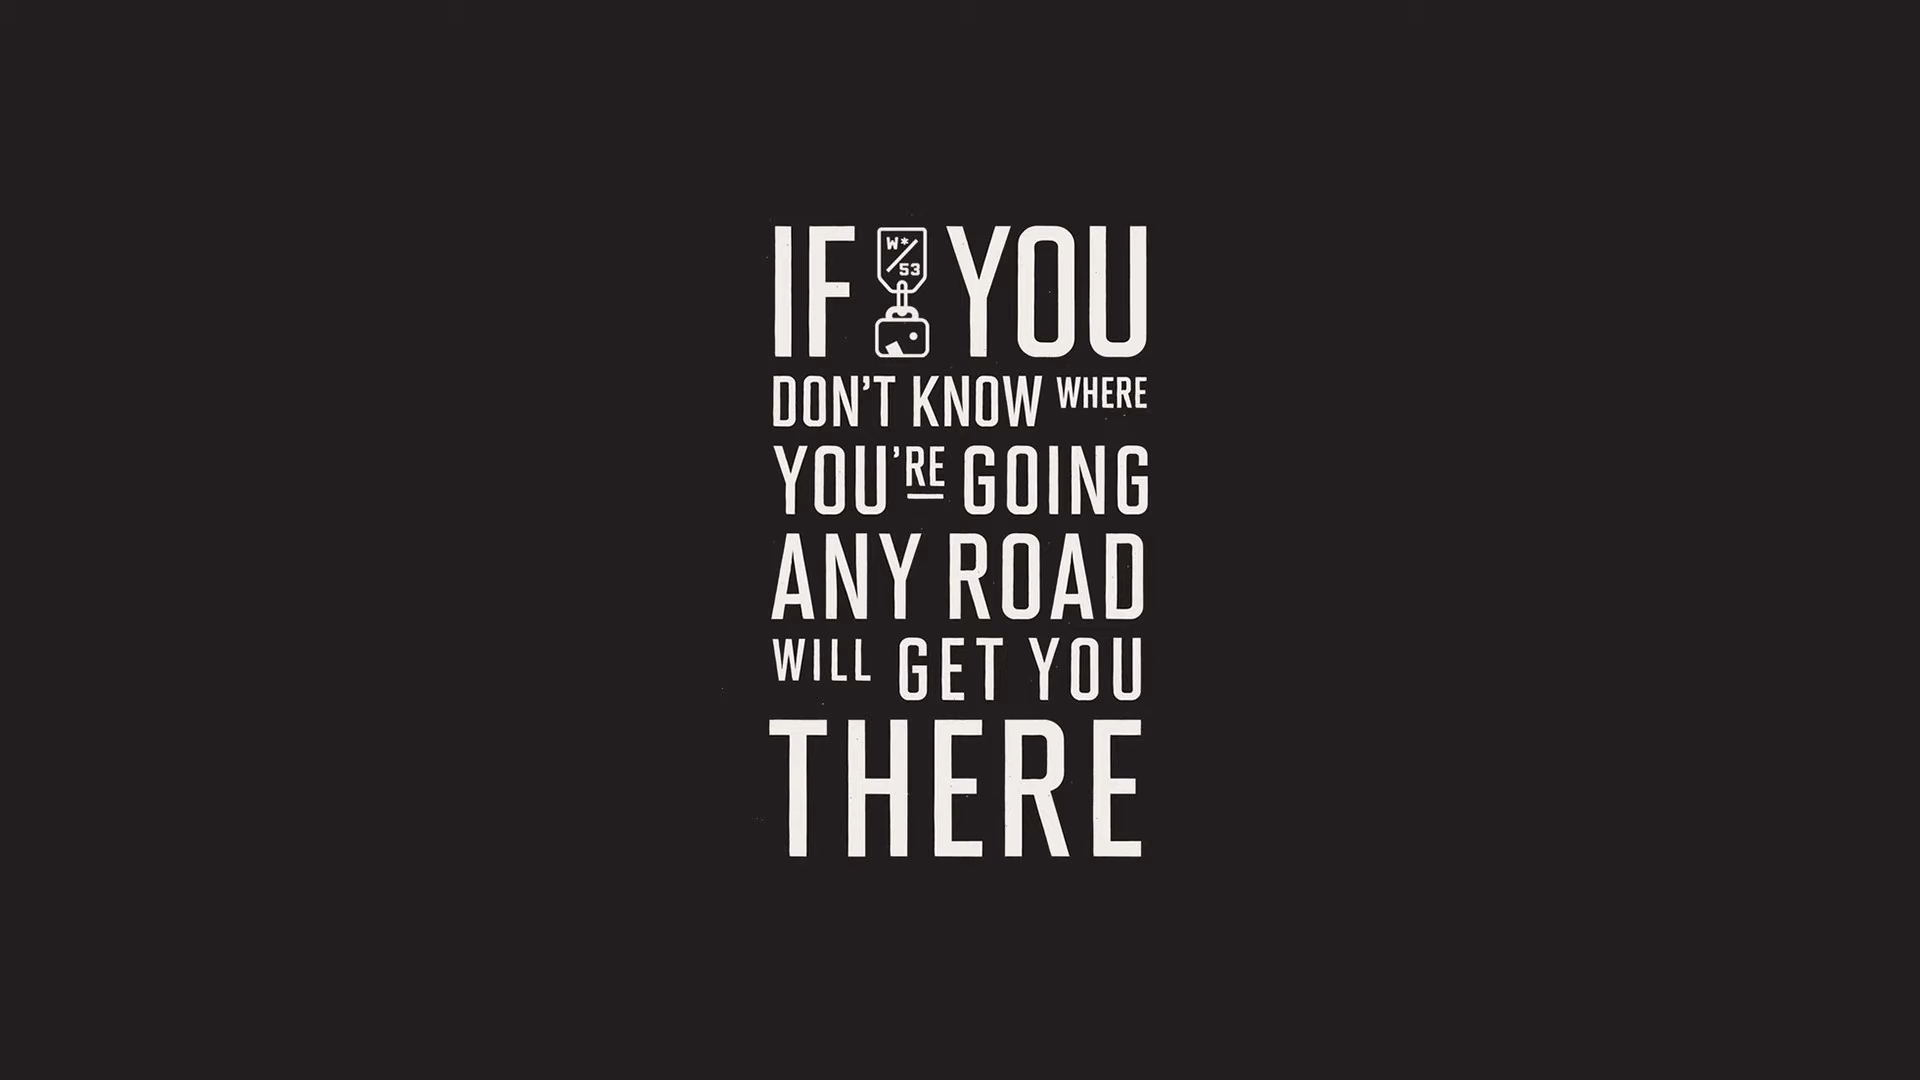 IF W*/53 YOU
DON'T KNOW WHERE
YOU'RE GOING
ANY ROAD
WILL GET YOU
THERE